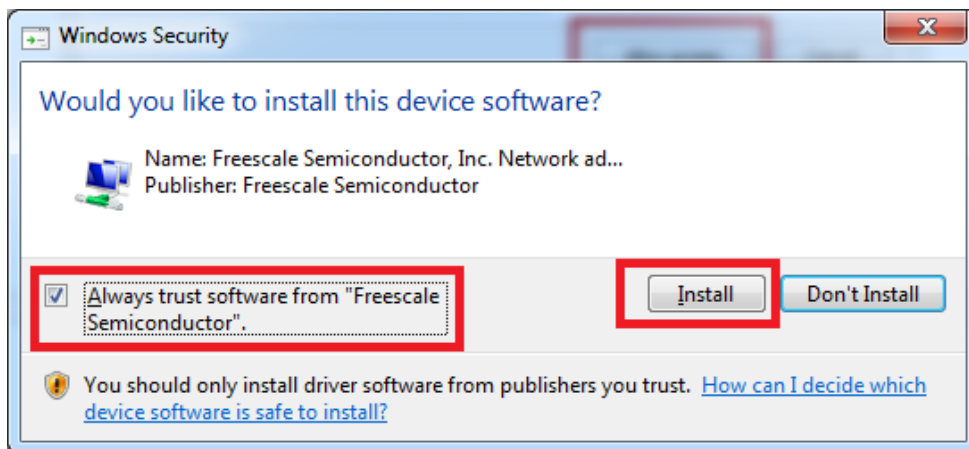 Windows Security
Would you like to install this device software?
Name: Freescale Semiconductor, Inc. Network ad...
Publisher: Freescale Semiconductor
Always trust software from "Freescale
Semiconductor".
Install
Don't Install
You should only install driver software from publishers you trust. How can I decide which
device software is safe to install?